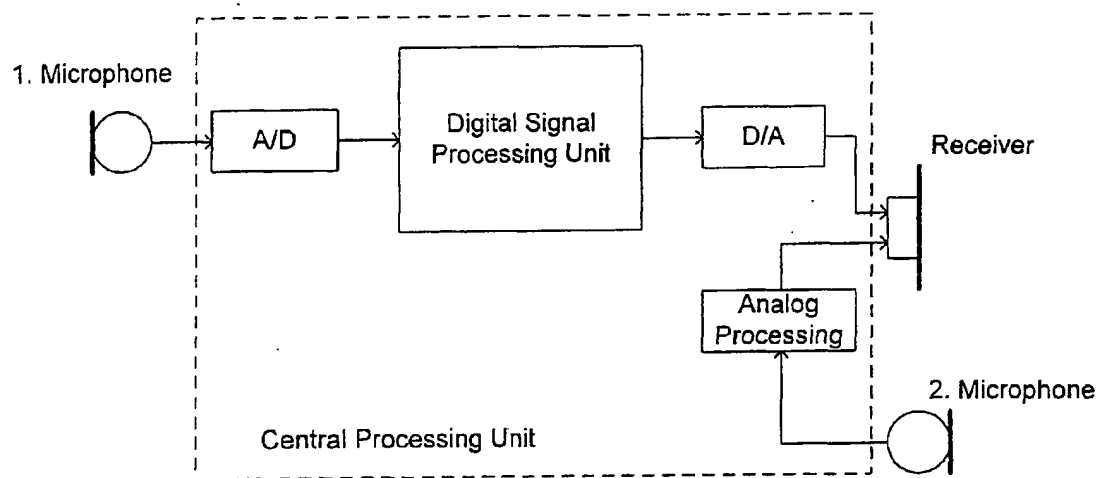 1. Microphone
A/D
Digital Signal
Processing Unit
D/A
Receiver
Analog
Processing
2. Microphone
Central Processing Unit